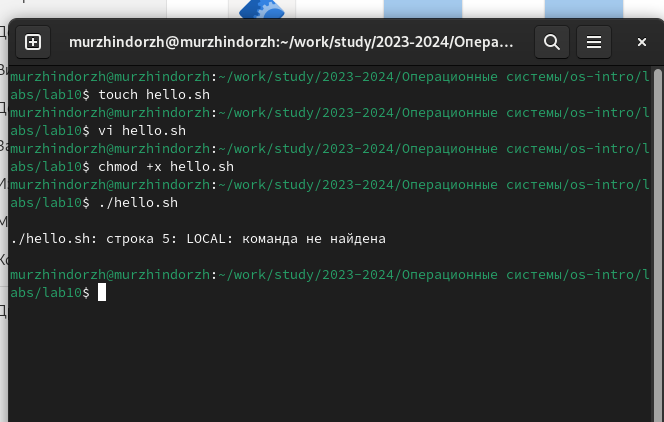 murzhindorzh@murzhindorzh:~/work/study/2023-2024/Опера...
murzhindorzh@murzhindorzh:~/work/study/2023-2024/Операционные системы/os-intro/l
abs/lab10$ touch hello.sh
murzhindorzh@murzhindorzh:~/work/study/2023-2024/Операционные системы/os-intro/l
abs/lab10$ vi hello.sh
murzhindorzh@murzhindorzh:~/work/study/2023-2024/Операционные системы/os-intro/l
abs/lab10$ chmod +x hello.sh
murzhindorzh@murzhindorzh:~/work/study/2023-2024/Операционные системы/os-intro/l
abs/lab10$ ./hello.sh
./hello.sh: строка 5: LOCAL: команда не найдена
murzhindorzh@murzhindorzh:~/work/study/2023-2024/Операционные системы/os-intro/l
abs/lab10$